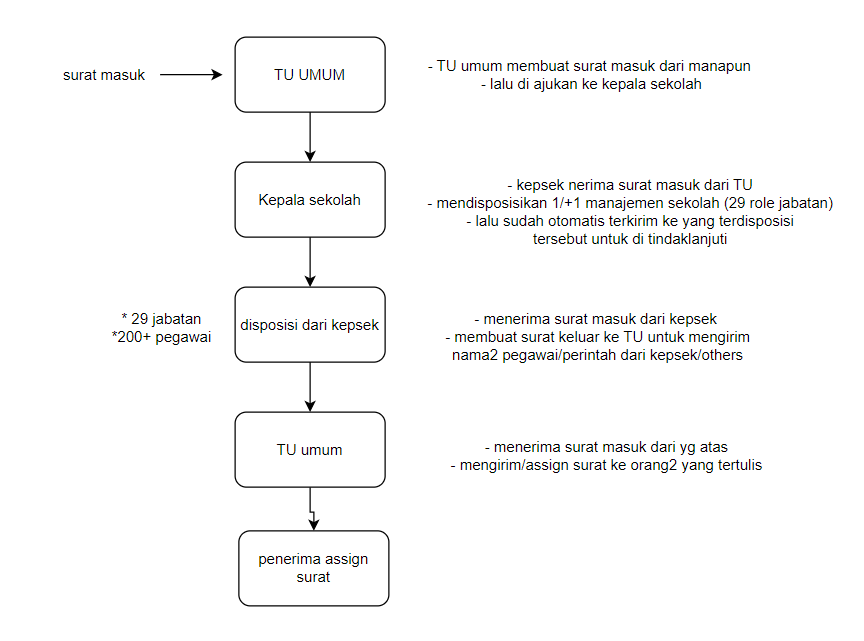 surat masuk
TU UMUM
- TU umum membuat surat masuk dari manapun
- lalu di ajukan ke kepala sekolah
Kepala sekolah
- kepsek nerima surat masuk dari TU
- mendisposisikan 1/+1 manajemen sekolah (29 role jabatan)
- lalu sudah otomatis terkirim ke yang terdisposisi
tersebut untuk di tindaklanjuti
* 29 jabatan
*200+ pegawai
disposisi dari kepsek
- menerima surat masuk dari kepsek
- membuat surat keluar ke TU untuk mengirim
nama2 pegawai/perintah dari kepsek/others
TU umum
- menerima surat masuk dari yg atas
- mengirim/assign surat ke orang2 yang tertulis
penerima assign
surat